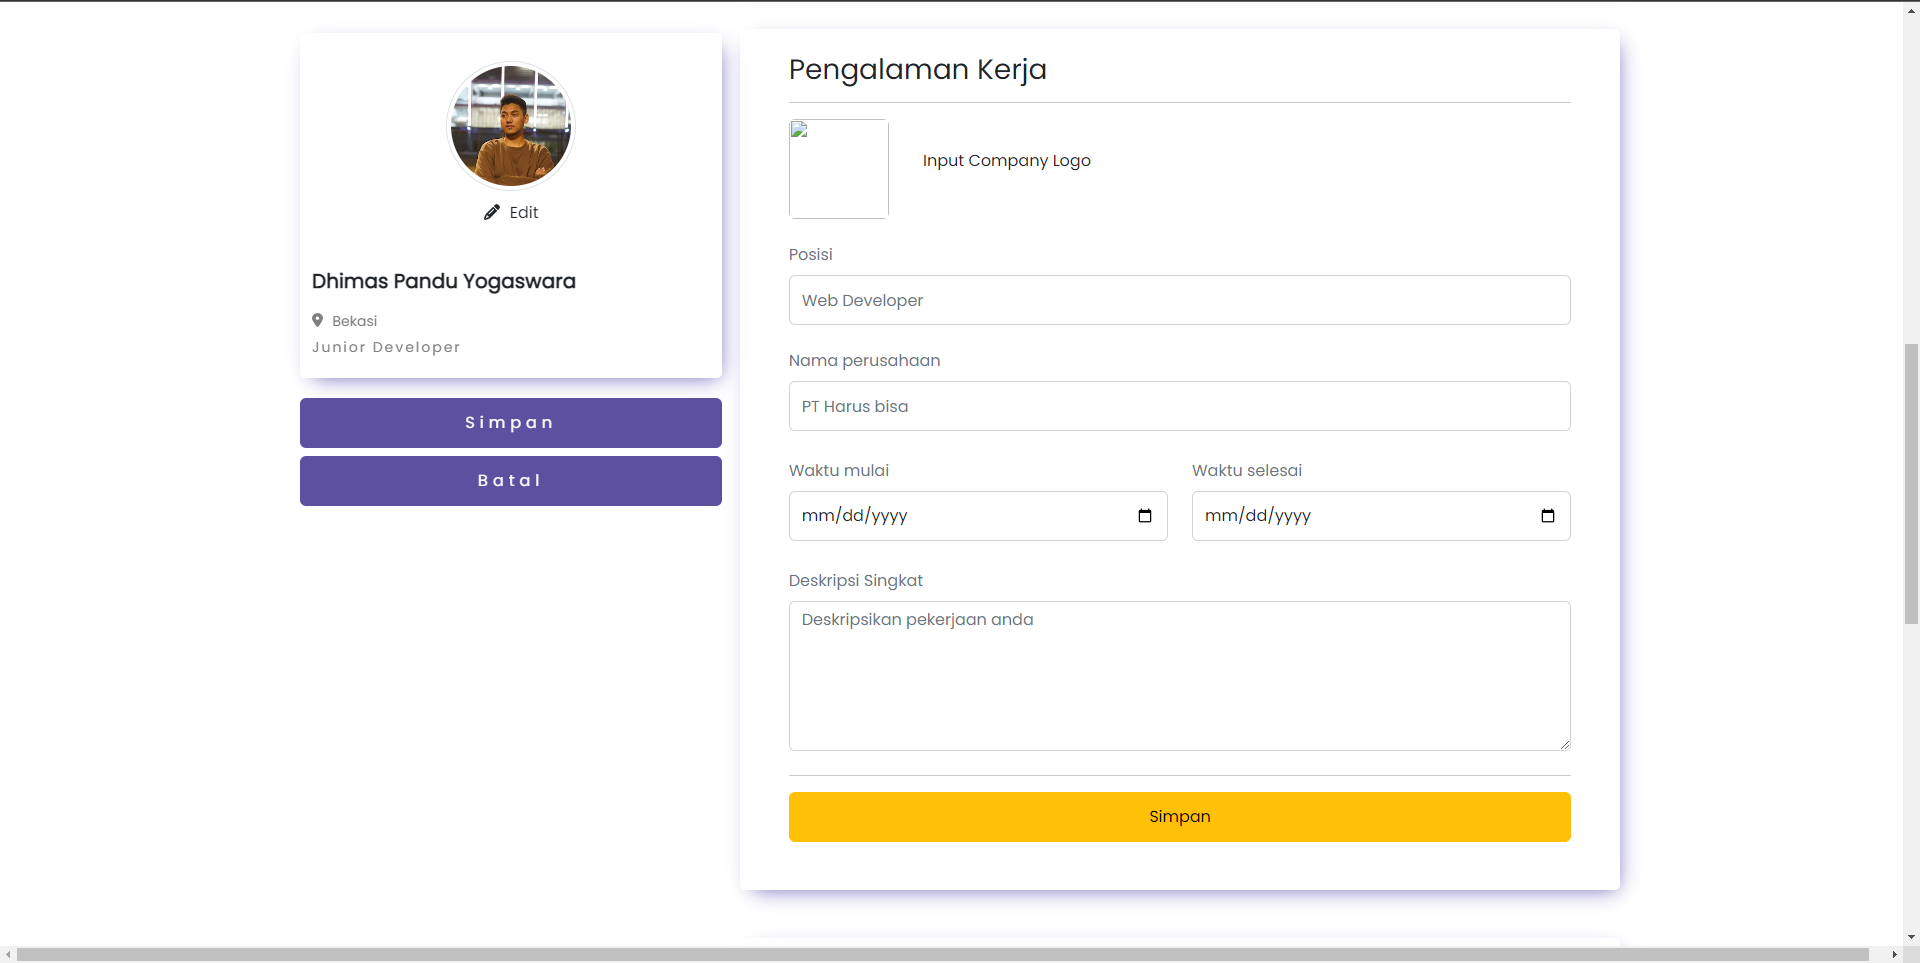 Edit
Dhimas Pandu Yogaswara
Bekasi
Junior Developer
Simpan
Batal
Pengalaman Kerja
Input Company Logo
Posisi
Web Developer
Nama perusahaan
PT Harus bisa
Waktu mulai
Waktu selesai
mm/dd/yyyy
mm/dd/yyyy
Deskripsi Singkat
Deskripsikan pekerjaan anda
Simpan